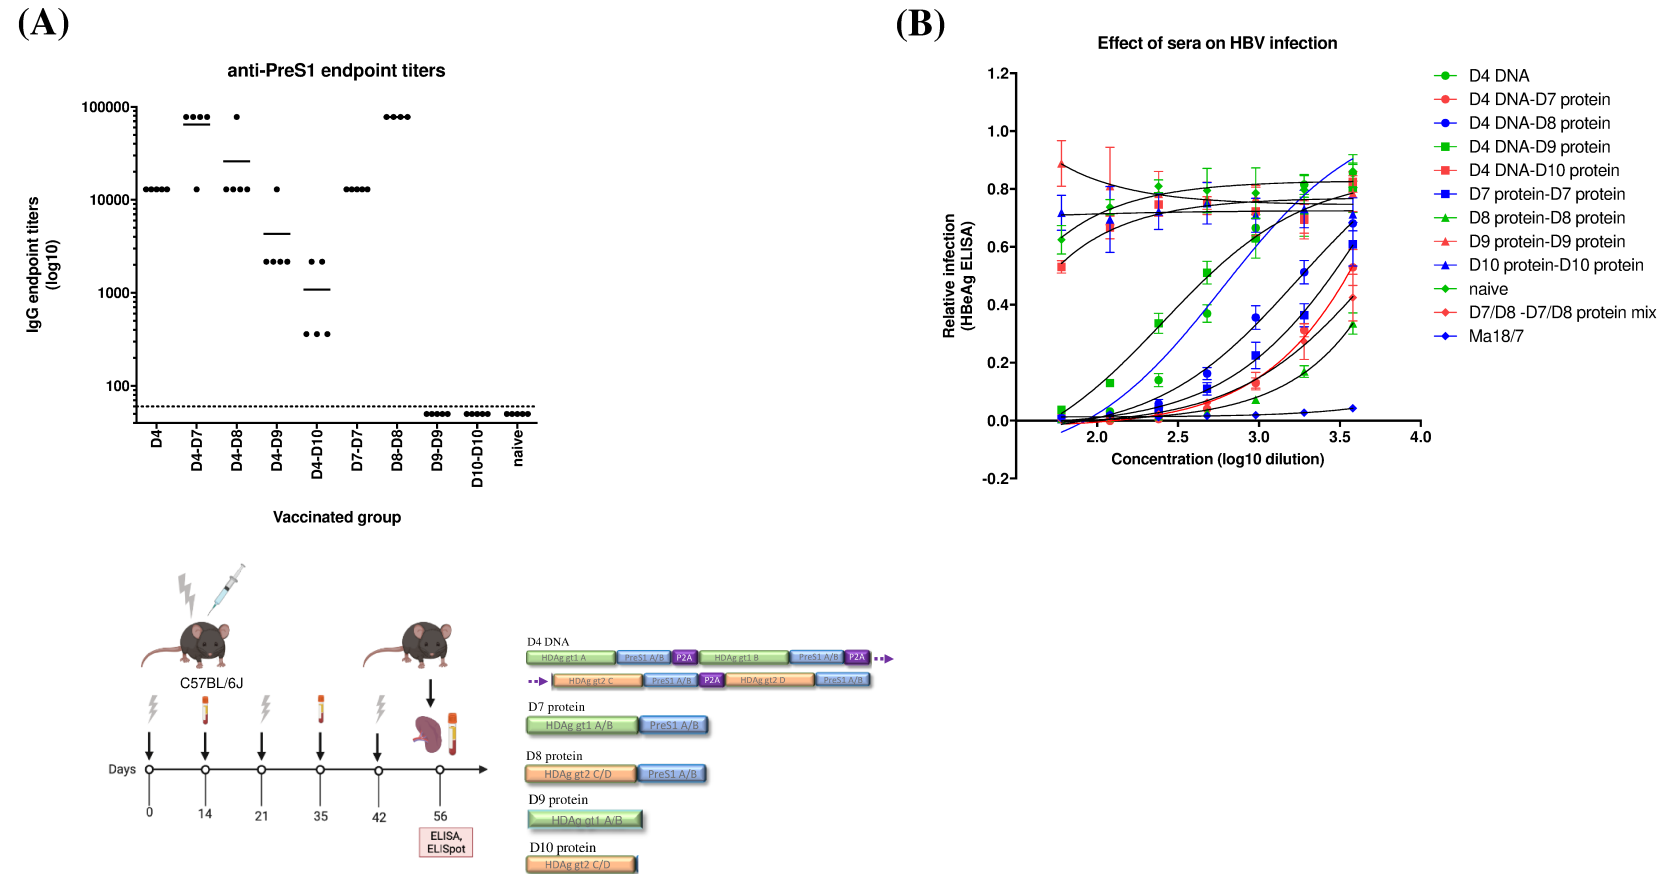 (A)
anti-PreS1 endpoint titers
IgG endpoint titers
(log10)
100000
10000
1000
100
D4
D4-D7
D4-D8
D4-D9
D4-D10
D7-D7
D8-D8
D9-D9
D10-D10
naive
Vaccinated group
(B)
Effect of sera on HBV infection
Relative infection
(HBeAg ELISA)
1.2
1.0
0.8
0.6
0.4
0.2
0.0
-0.2
2.0
2.5
3.0
3.5
4.0
Concentration (log10 dilution)
D4 DNA
D4 DNA-D7 protein
D4 DNA-D8 protein
D4 DNA-D9 protein
D4 DNA-D10 protein
D7 protein-D7 protein
D8 protein-D8 protein
D9 protein-D9 protein
D10 protein-D10 protein
naive
D7/D8 -D7/D8 protein mix
Ma18/7
C57BL/6J
Days
0
14
21
35
42
56
ELISA,
ELISpot
D4 DNA
HDAg gt1 A PreS1 A/B P2A HDAg gt1 B PreS1 A/B P2A
HDAg gt2 C PreS1 A/B P2A HDAg gt2 D PreS1 A/B
D7 protein
HDAg gt1 A/B PreS1 A/B
D8 protein
HDAg gt2 C/D PreS1 A/B
D9 protein
HDAg gt1 A/B
D10 protein
HDAg gt2 C/D